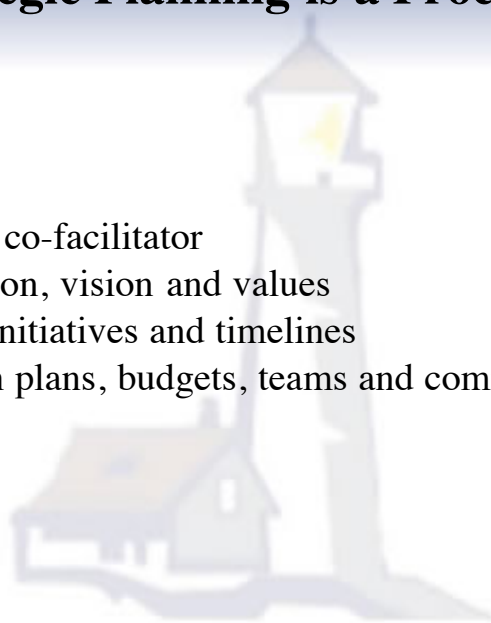 egic Planning is a Proc
co-facilitator
on, vision and values
nitiatives and timelines
plans, budgets, teams and com